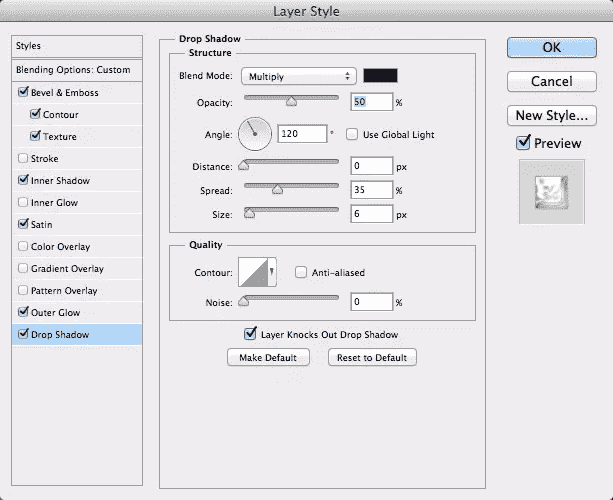 Layer Style
Styles
Blending Options: Custom
Bevel & Emboss
Contour
Texture
Stroke
Inner Shadow
Inner Glow
Satin
Color Overlay
Gradient Overlay
Pattern Overlay
Outer Glow
Drop Shadow
Drop Shadow
Structure
Blend Mode: Multiply
Opacity: 50 %
Angle: 120 ° Use Global Light
Distance: 0 px
Spread: 35 %
Size: 6 px
Quality
Contour: Anti-aliased
Noise: 0 %
Layer Knocks Out Drop Shadow
Make Default Reset to Default
OK
Cancel
New Style...
Preview